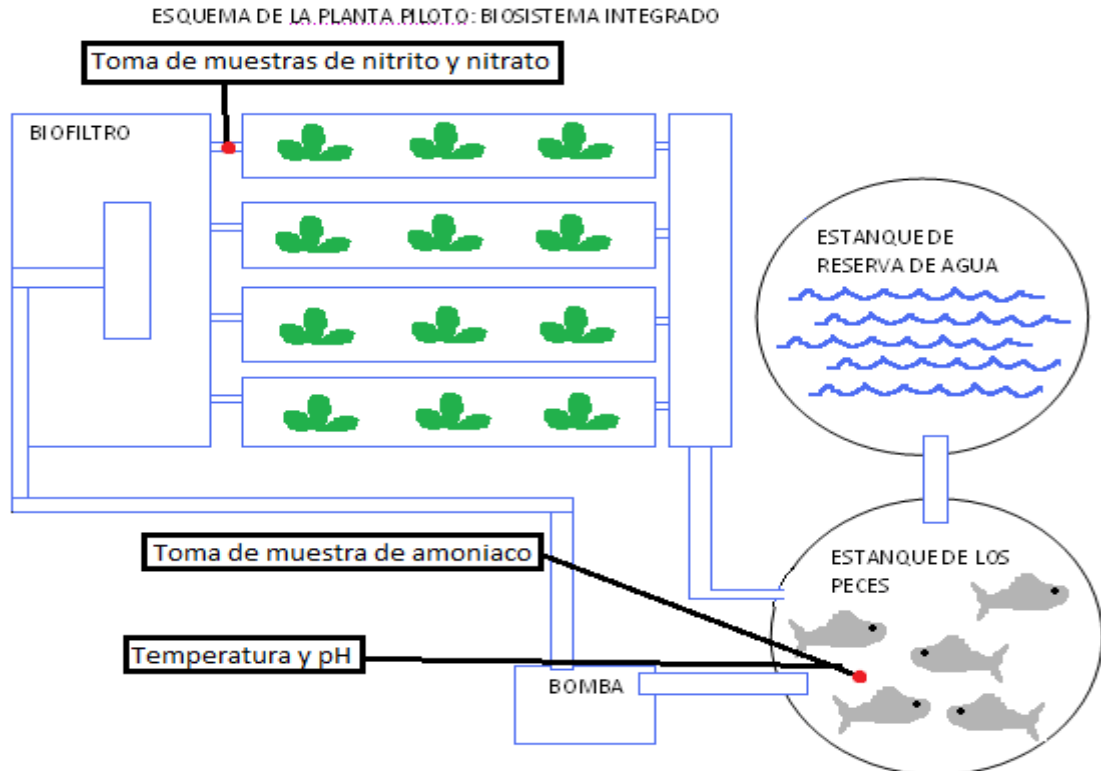 ESQUEMA DE LA PLANTA PILOTO: BIOSISTEMA INTEGRADO
Toma de muestras de nitrito y nitrato
BIOFILTRO
ESTANQUE DE
RESERVA DE AGUA
Toma de muestra de amoniaco
ESTANQUE DE LOS
PECES
Temperatura y pH
BOMBA